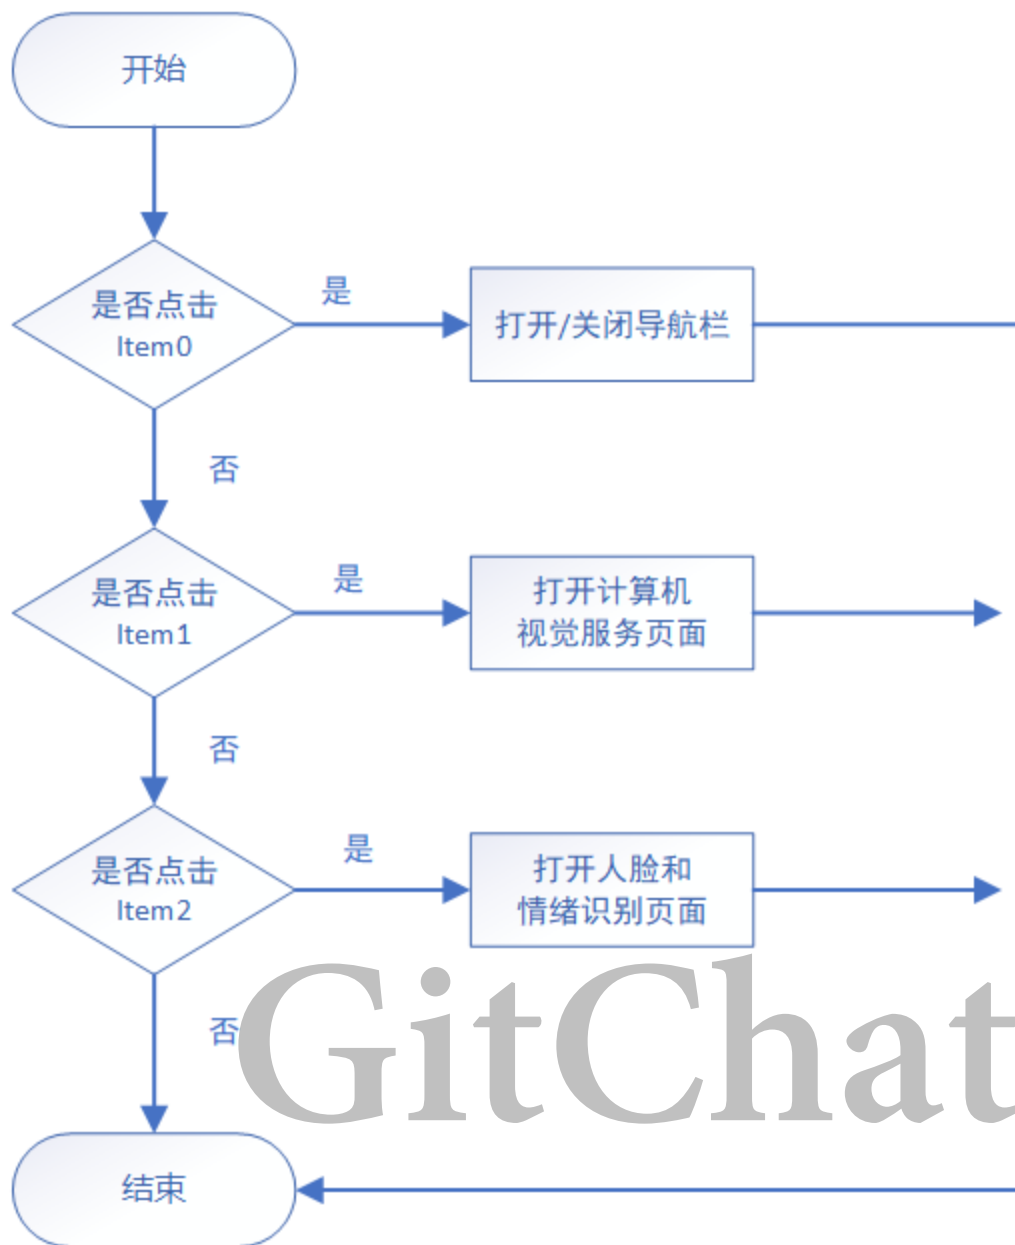 开始
是否点击
Item0
是
打开/关闭导航栏
否
是否点击
Item1
是
打开计算机
视觉服务页面
否
是否点击
Item2
是
打开人脸和
情绪识别页面
否
GitChat
结束